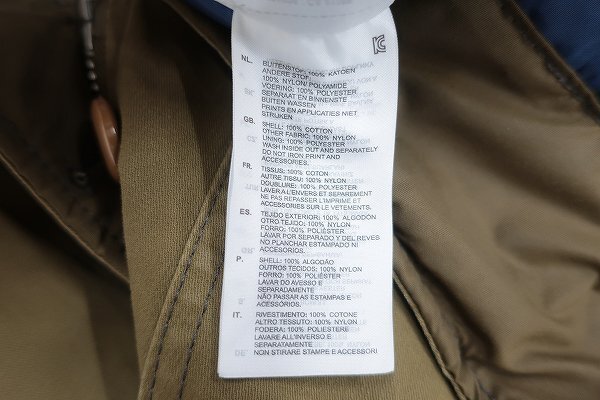 NL. BUITENSTOF: 100% KATOEN
ANDERE STOF:
100% NYLON/ POLYAMIDE
VOERING: 100% POLYESTER
SEPARAAT EN BINNENSTE
BUITEN WASSEN
PRINTS EN APPLICATIES NIET
STRIJKEN
GB. SHELL: 100% COTTON
OTHER FABRIC: 100% NYLON
LINING: 100% POLYESTER
WASH INSIDE OUT AND SEPARATELY
DO NOT IRON PRINT AND
ACCESSORIES.
FR. TISSUS: 100% COTON
AUTRE TISSU: 100% NYLON
DOUBLURE: 100% POLYESTER
LAVER A L'ENVERS ET SEPAREMENT
NE PAS REPASSER L'IMPRIMÉ ET
ACCESSORIES SUR LE VETEMENTS.
ES. TEJIDO EXTERIOR: 100% ALGODÓN
OTRO TEJIDO: 100% NYLON
FORRO: 100% POLIÉSTER
LAVAR POR SEPARADO Y DEL REVES
NO PLANCHAR ESTAMPADO NI
ACCESORIOS.
P. SHELL: 100% ALGODÃO
OUTROS TECIDOS: 100% NYLON
FORRO: 100% POLIÉSTER
LAVAR DO AVESSO E
SEPARADAMENTE
NÃO PASSAR AS ESTAMPAS E
ACESÓRIOS.
IT. RIVESTIMENTO: 100% COTONE
ALTRO TESSUTO: 100% NYLON
FODERA: 100% POLIESTERE
LAVARE ALL'INVERSO E
SEPARATAMENTE
NON STIRARE STAMPE E ACCESSORI